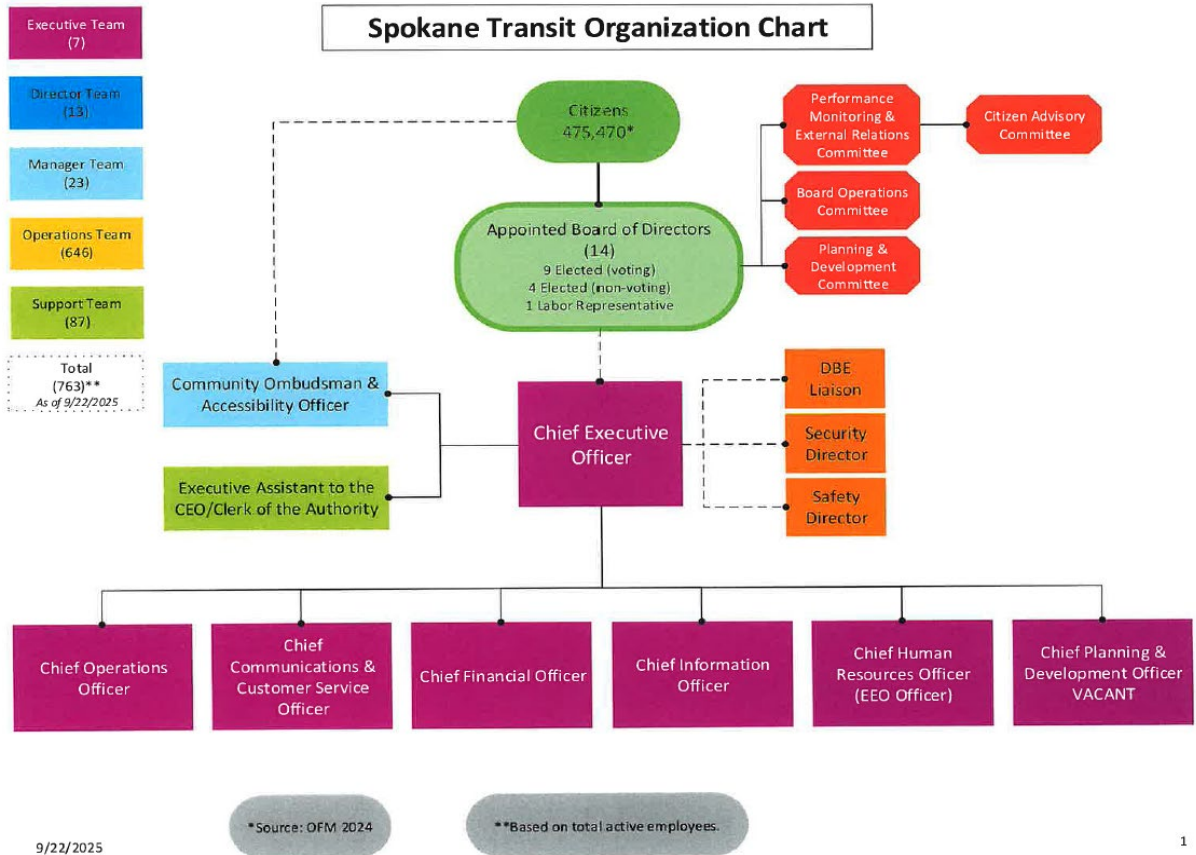 Spokane Transit Organization Chart
Executive Team
(7)
Director Team
(13)
Manager Team
(23)
Operations Team
(646)
Support Team
(87)
Total
(763)**
As of 9/22/2025
Citizens
475,470*
Performance
Monitoring &
External Relations
Committee
Citizen Advisory
Committee
Board Operations
Committee
Planning &
Development
Committee
Appointed Board of Directors
(14)
9 Elected (voting)
4 Elected (non-voting)
1 Labor Representative
Community Ombudsman &
Accessibility Officer
Executive Assistant to the
CEO/Clerk of the Authority
Chief Executive
Officer
DBE
Liaison
Security
Director
Safety
Director
Chief Operations
Officer
Chief
Communications &
Customer Service
Officer
Chief Financial Officer
Chief Information
Officer
Chief Human
Resources Officer
(EEO Officer)
Chief Planning &
Development Officer
VACANT
*Source: OFM 2024
**Based on total active employees.
9/22/2025
1